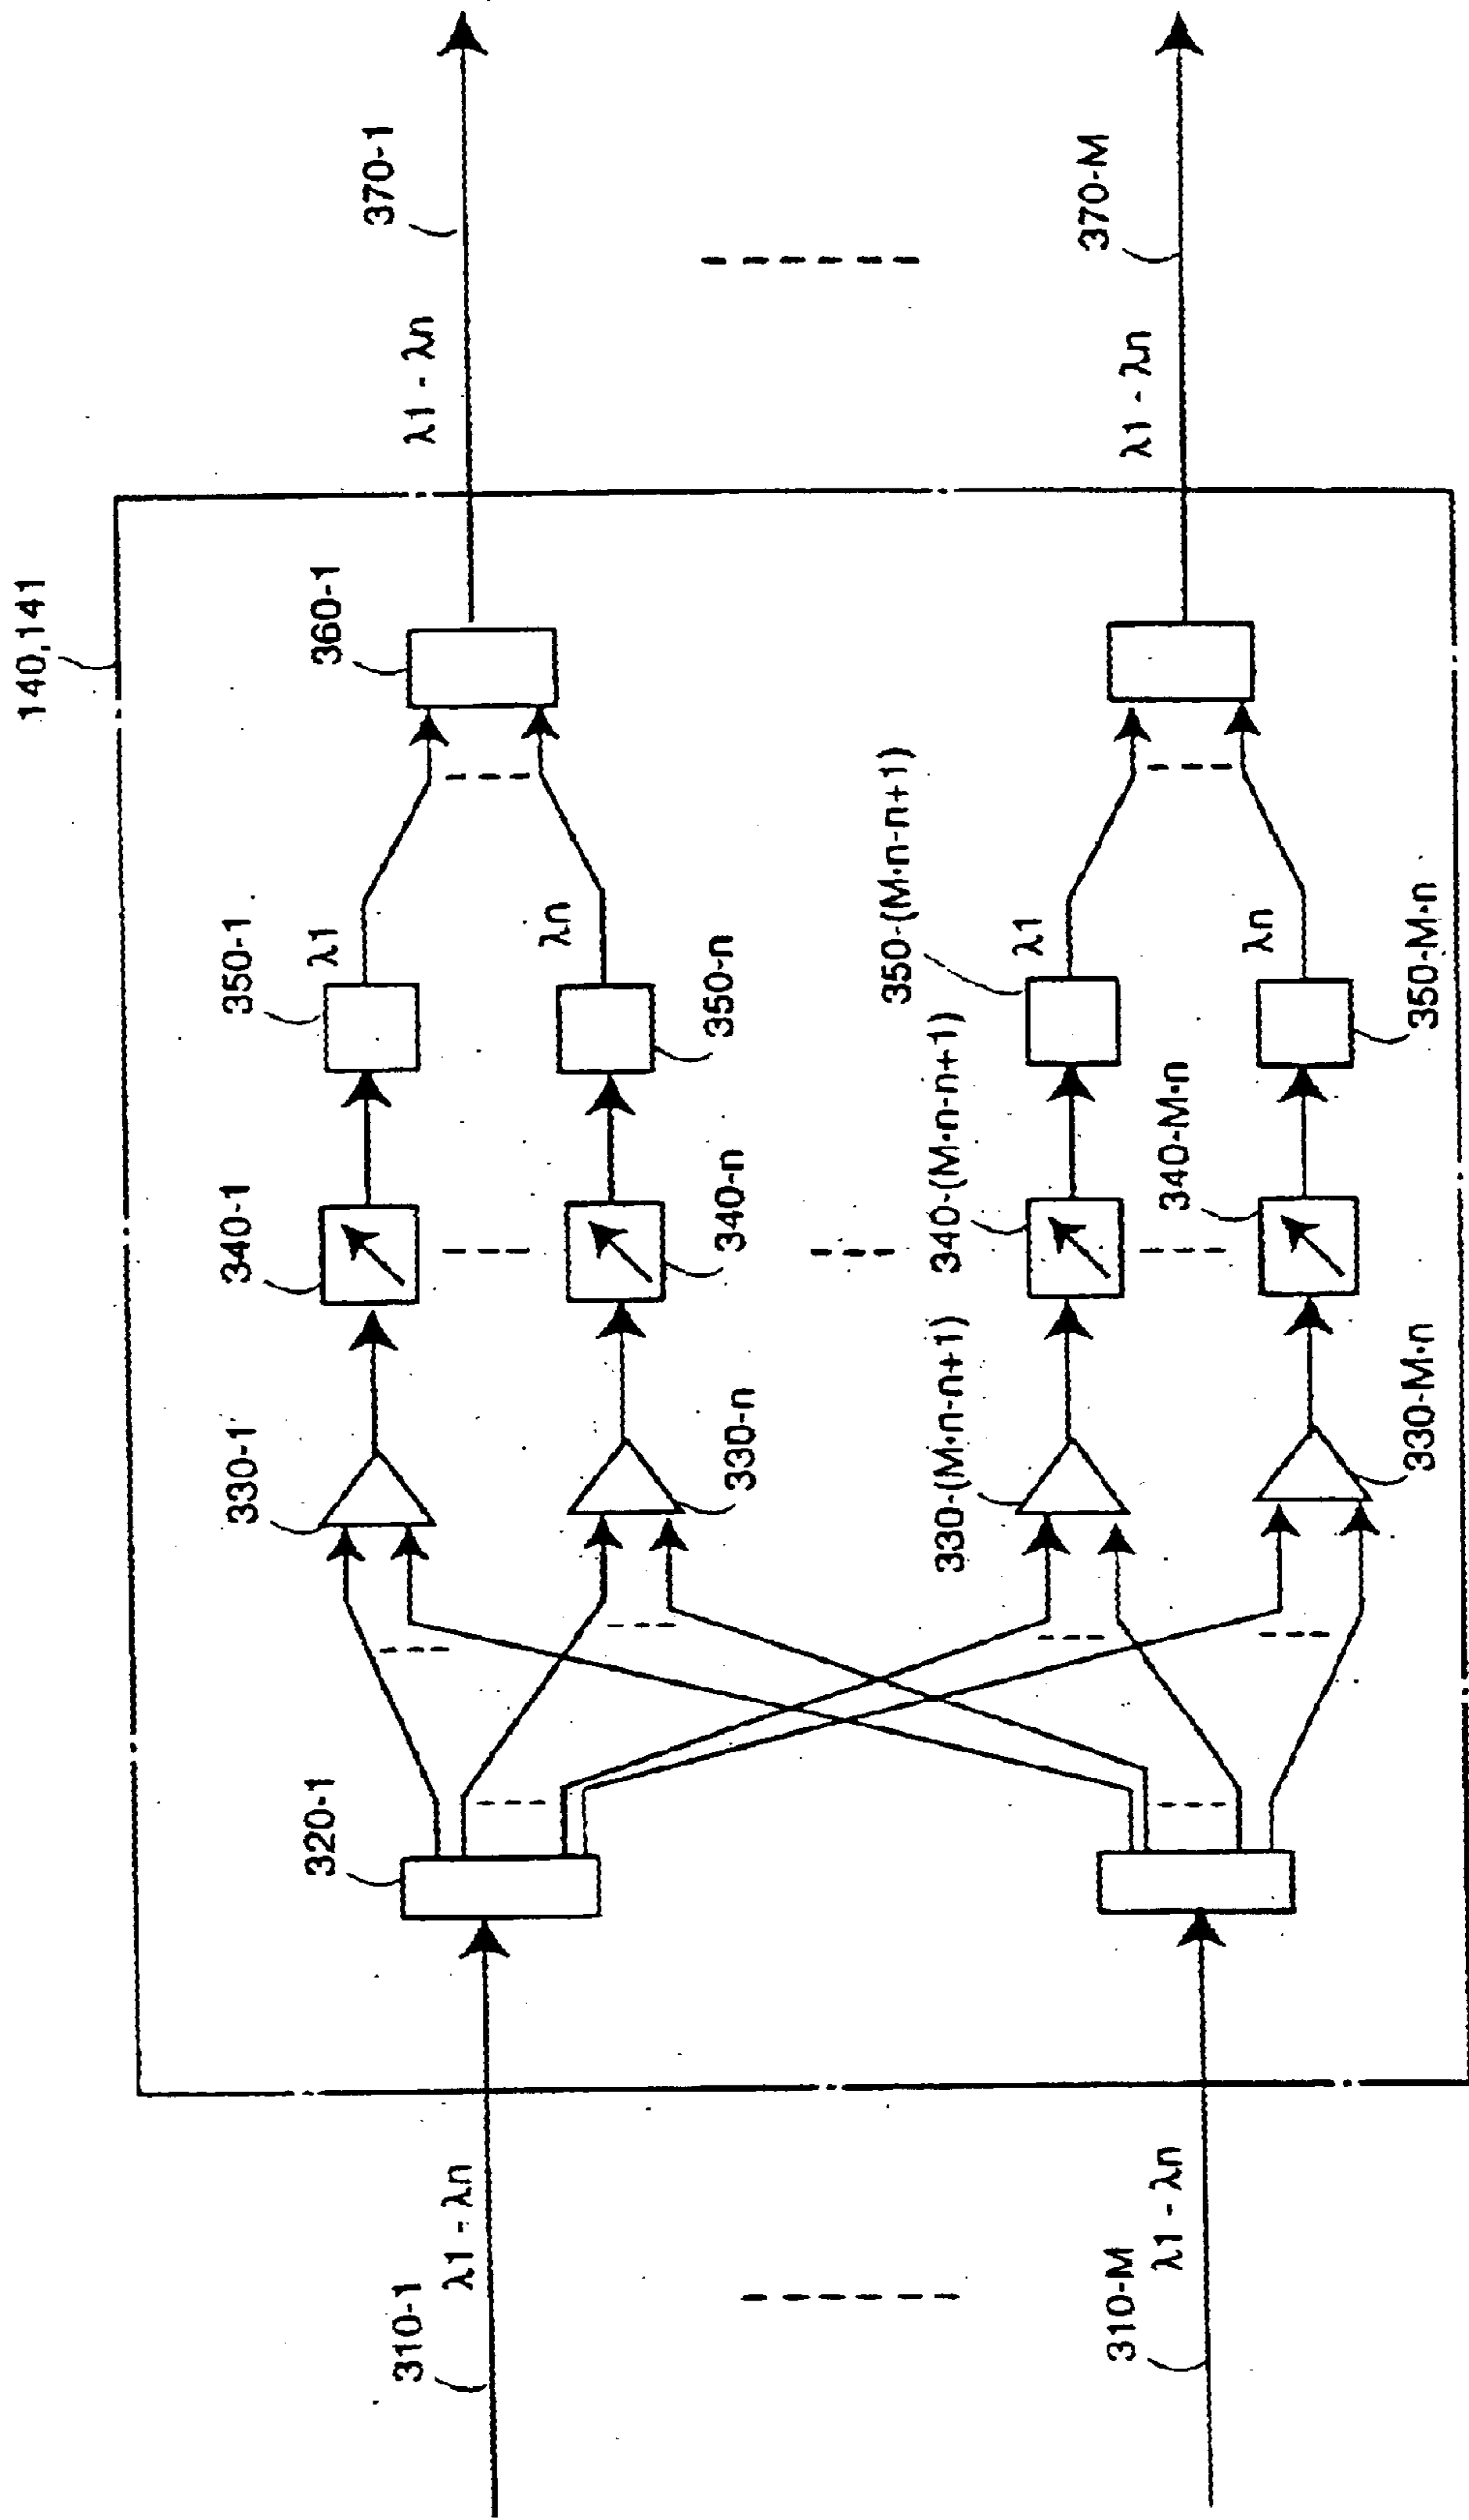 140,141
310-1
λ1 - λn
320-1
330-1
340-1
350-1
λ1
360-1
λ1 - λn
370-1
330-n
340-n
350-n
λn
330-(M·n-n+1)
340-(M·n-n+1)
350-(M·n-n+1)
λ1
310-M
λ1 - λn
340-M·n
λn
λ1 - λn
370-M
330-M·n
350-M·n